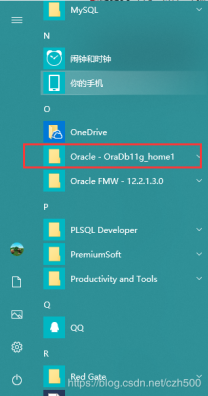 MySQL
N
闹钟和时钟
你的手机
O
OneDrive
Oracle - OraDb11g_home1
Oracle FMW - 12.2.1.3.0
P
PLSQL Developer
PremiumSoft
Productivity and Tools
Q
QQ
R
Red Gate
https://blog.csdn.net/czh500